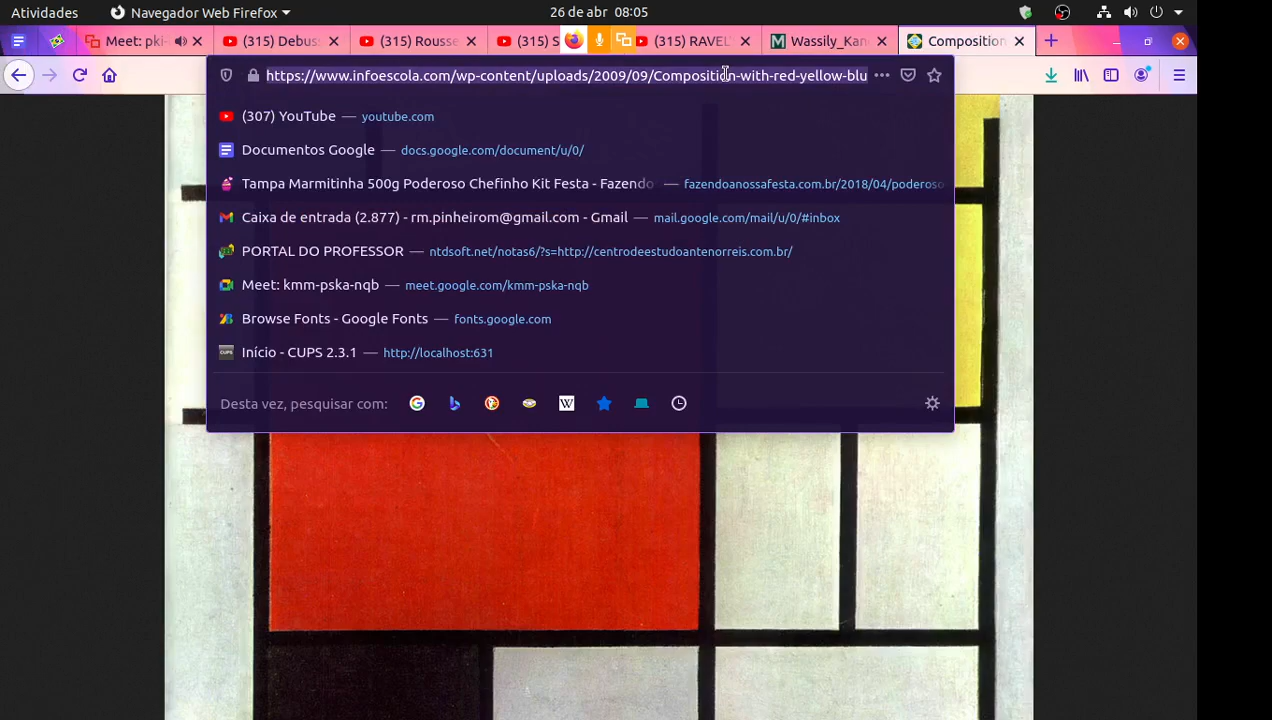 Atividades
Navegador Web Firefox
26 de abr 08:05
Meet: pki-
(315) Debus
(315) Rousse
(315) S
(315) RAVEL'
Wassily_Kan
Composition
https://www.infoescola.com/wp-content/uploads/2009/09/Composition-with-red-yellow-blu
(307) YouTube — youtube.com
Documentos Google — docs.google.com/document/u/0/
Tampa Marmitinha 500g Poderoso Chefinho Kit Festa - Fazendo — fazendoanossafesta.com.br/2018/04/poderoso
Caixa de entrada (2.877) - rm.pinheirom@gmail.com - Gmail — mail.google.com/mail/u/0/#inbox
PORTAL DO PROFESSOR — ntdsoft.net/notas6/?s=http://centrodeestudoantenorreis.com.br/
Meet: kmm-pska-nqb — meet.google.com/kmm-pska-nqb
Browse Fonts - Google Fonts — fonts.google.com
Início - CUPS 2.3.1 — http://localhost:631
Desta vez, pesquisar com: